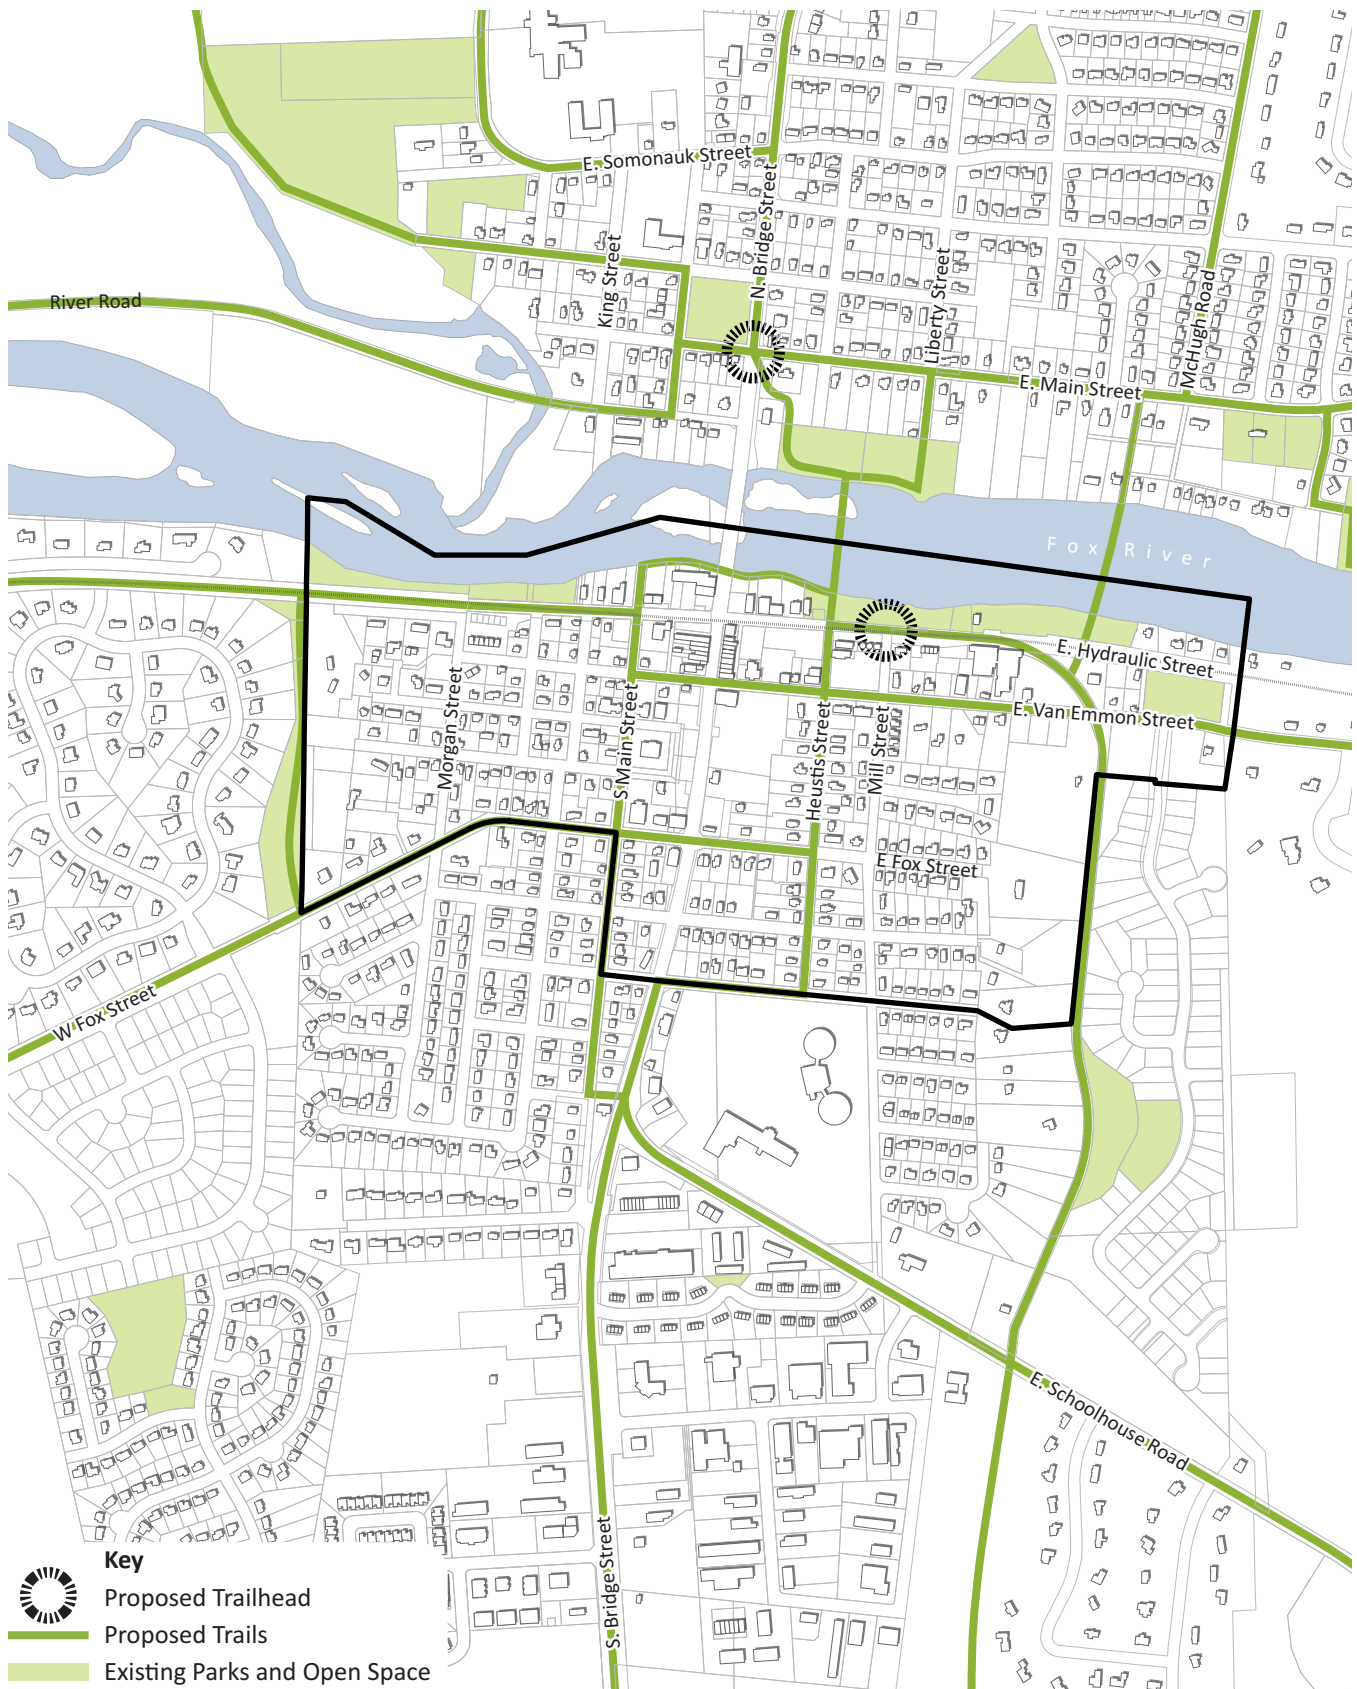 E. Somonauk Street
N. Bridge Street
King Street
Liberty Street
McHugh Road
River Road
E. Main Street
Fox River
E. Hydraulic Street
E. Van Emmon Street
Morgan Street
S Main Street
Heustis Street
Mill Street
E Fox Street
W Fox Street
E. Schoolhouse Road
S. Bridge Street
Key
Proposed Trailhead
Proposed Trails
Existing Parks and Open Space